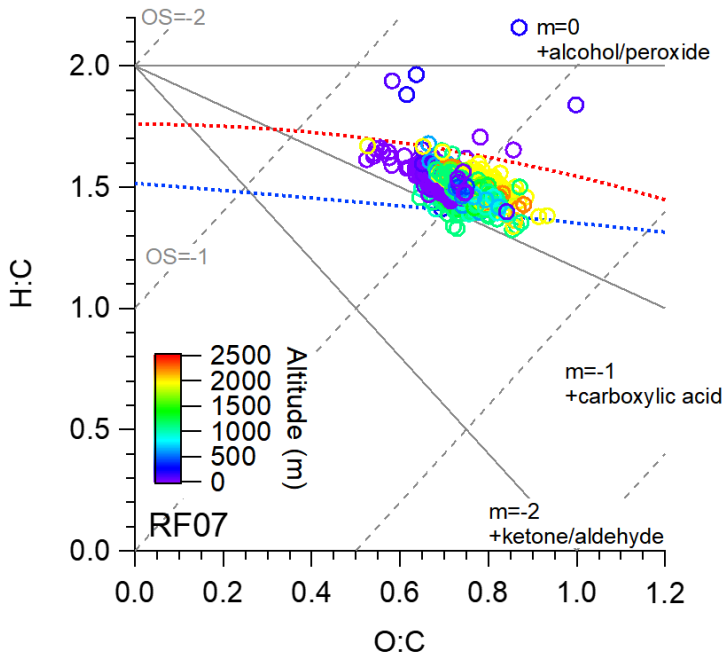 OS=-2
m=0
+alcohol/peroxide
2.0
1.5
OS=-1
H:C
1.0
2500
2000
1500
1000
500
0
Altitude (m)
m=-1
+carboxylic acid
0.5
RF07
m=-2
+ketone/aldehyde
0.0
0.0 0.2 0.4 0.6 0.8 1.0 1.2
O:C